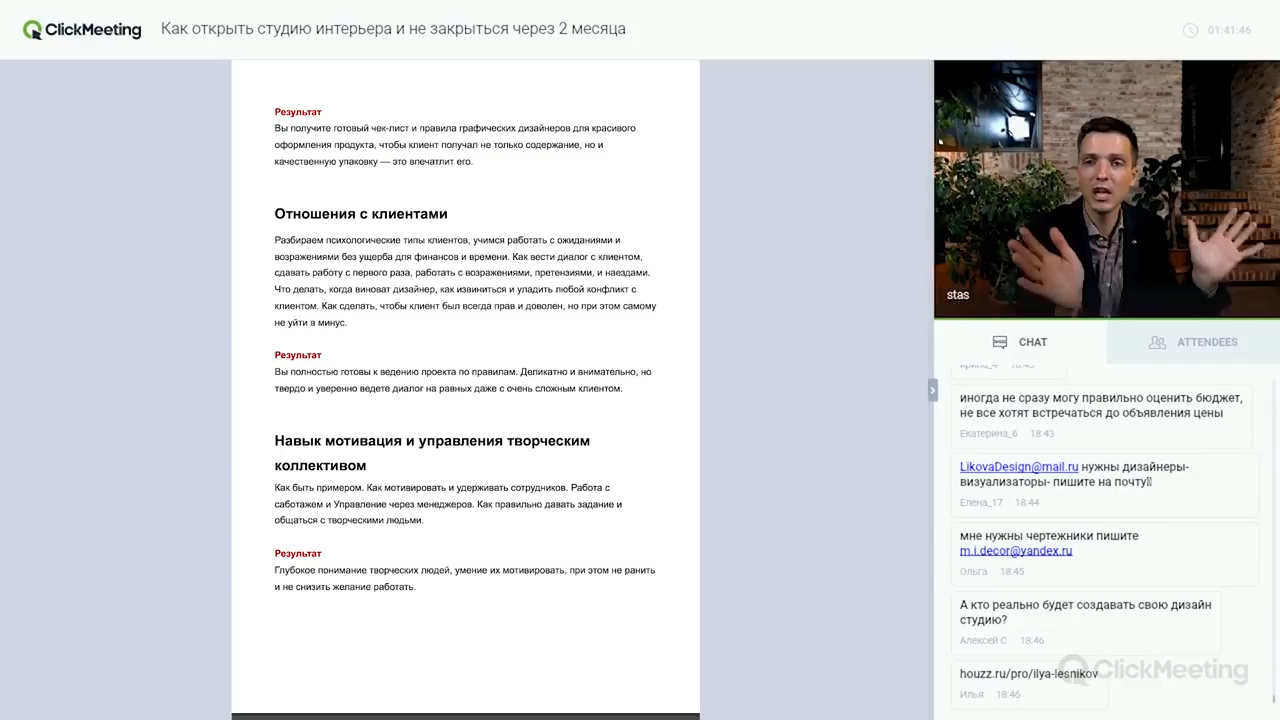 ClickMeeting
Как открыть студию интерьера и не закрыться через 2 месяца
01:41:46
Результат
Вы получите готовый чек-лист и правила графических дизайнеров для красивого
оформления продукта, чтобы клиент получал не только содержание, но и
качественную упаковку — это впечатлит его.
Отношения с клиентами
Разбираем психологические типы клиентов, учимся работать с ожиданиями и
возражениями без ущерба для финансов и времени. Как вести диалог с клиентом,
сдавать работу с первого раза, работать с возражениями, претензиями, и наездами.
Что делать, когда виноват дизайнер, как извиниться и уладить любой конфликт с
клиентом. Как сделать, чтобы клиент был всегда прав и доволен, но при этом самому
не уйти в минус.
Результат
Вы полностью готовы к ведению проекта по правилам. Деликатно и внимательно, но
твердо и уверенно ведете диалог на равных даже с очень сложным клиентом.
Навык мотивация и управления творческим
коллективом
Как быть примером. Как мотивировать и удерживать сотрудников. Работа с
саботажем и Управление через менеджеров. Как правильно давать задание и
общаться с творческими людьми.
Результат
Глубокое понимание творческих людей, умение их мотивировать, при этом не ранить
и не снизить желание работать.
stas
CHAT
ATTENDEES
иногда не сразу могу правильно оценить бюджет,
не все хотят встречаться до объявления цены
Екатерина_6 18:43
LikovaDesign@mail.ru нужны дизайнеры-
визуализаторы- пишите на почту
Елена_17 18:44
мне нужны чертежники пишите
m.i.decor@yandex.ru
Ольга 18:45
А кто реально будет создавать свою дизайн
студию?
Алексей С 18:46
houzz.ru/pro/ilya-lesnikov
Илья 18:46
ClickMeeting